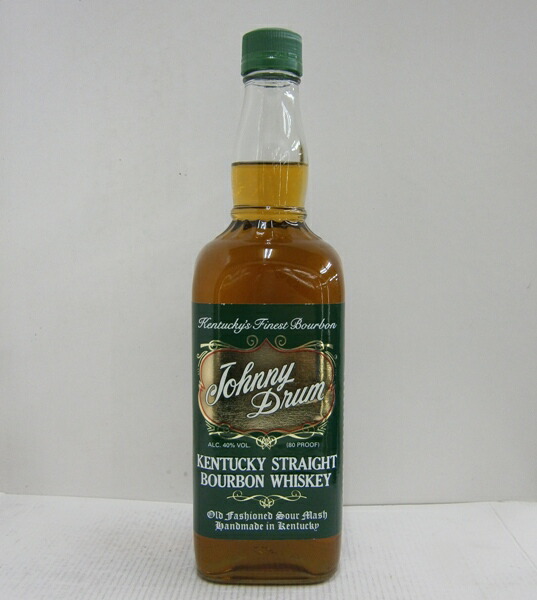 Kentucky's Finest Bourbon
Johnny
Drum
ALC. 40% VOL. (80 PROOF)
KENTUCKY STRAIGHT
BOURBON WHISKEY
Old Fashioned Sour Mash
Handmade in Kentucky